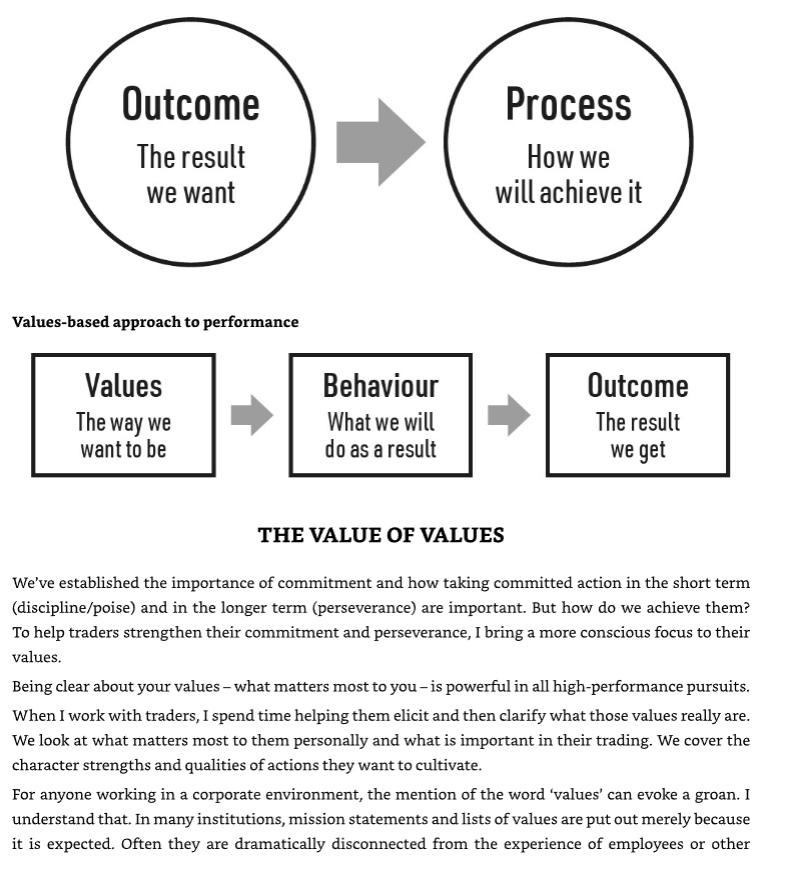 Outcome
The result
we want
Process
How we
will achieve it
Values-based approach to performance
Values
The way we
want to be
Behaviour
What we will
do as a result
Outcome
The result
we get
THE VALUE OF VALUES
We’ve established the importance of commitment and how taking committed action in the short term
(discipline/poise) and in the longer term (perseverance) are important. But how do we achieve them?
To help traders strengthen their commitment and perseverance, I bring a more conscious focus to their
values.
Being clear about your values – what matters most to you – is powerful in all high-performance pursuits.
When I work with traders, I spend time helping them elicit and then clarify what those values really are.
We look at what matters most to them personally and what is important in their trading. We cover the
character strengths and qualities of actions they want to cultivate.
For anyone working in a corporate environment, the mention of the word ‘values’ can evoke a groan. I
understand that. In many institutions, mission statements and lists of values are put out merely because
it is expected. Often they are dramatically disconnected from the experience of employees or other